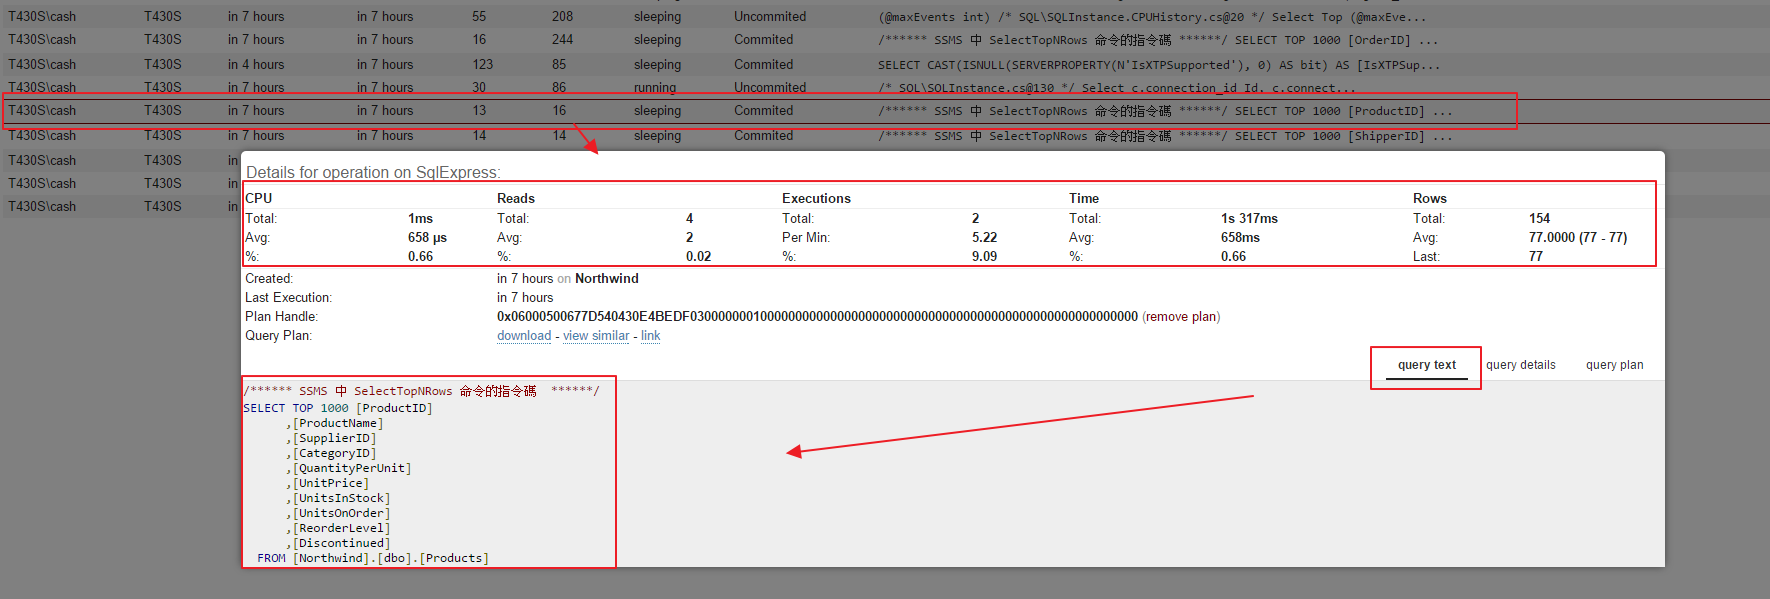 T430S\cash T430S in 7 hours in 7 hours 55 208 sleeping Uncommited (@maxEvents int) /* SQL\SQLInstance.CPUHistory.cs@20 */ Select Top (@maxEve...
T430S\cash T430S in 7 hours in 7 hours 16 244 sleeping Commited /****** SSMS 中 SelectTopNRows 命令的指令碼 ******/ SELECT TOP 1000 [OrderID] ...
T430S\cash T430S in 4 hours in 7 hours 123 85 sleeping Commited SELECT CAST(ISNULL(SERVERPROPERTY(N'IsXTPSupported'), 0) AS bit) AS [IsXTPSup...
T430S\cash T430S in 7 hours in 7 hours 30 86 running Uncommited /* SQL\SQLInstance.cs@130 */ Select c.connection_id Id, c.connect...
T430S\cash T430S in 7 hours in 7 hours 13 16 sleeping Commited /****** SSMS 中 SelectTopNRows 命令的指令碼 ******/ SELECT TOP 1000 [ProductID] ...
T430S\cash T430S in 7 hours in 7 hours 14 14 sleeping Commited /****** SSMS 中 SelectTopNRows 命令的指令碼 ******/ SELECT TOP 1000 [ShipperID] ...
T430S\cash T430S in
T430S\cash T430S in
T430S\cash T430S in
Details for operation on SqlExpress:
CPU Reads Executions Time Rows
Total: 1ms Total: 4 Total: 2 Total: 1s 317ms Total: 154
Avg: 658 µs Avg: 2 Per Min: 5.22 Avg: 658ms Avg: 77.0000 (77 - 77)
%: 0.66 %: 0.02 %: 9.09 %: 0.66 Last: 77
Created: in 7 hours on Northwind
Last Execution: in 7 hours
Plan Handle: (remove plan)
Query Plan: download - view similar - link
query text query details query plan
/****** SSMS 中 SelectTopNRows 命令的指令碼 ******/
SELECT TOP 1000 [ProductID]
,[ProductName]
,[SupplierID]
,[CategoryID]
,[QuantityPerUnit]
,[UnitPrice]
,[UnitsInStock]
,[UnitsOnOrder]
,[ReorderLevel]
,[Discontinued]
FROM [Northwind].[dbo].[Products]